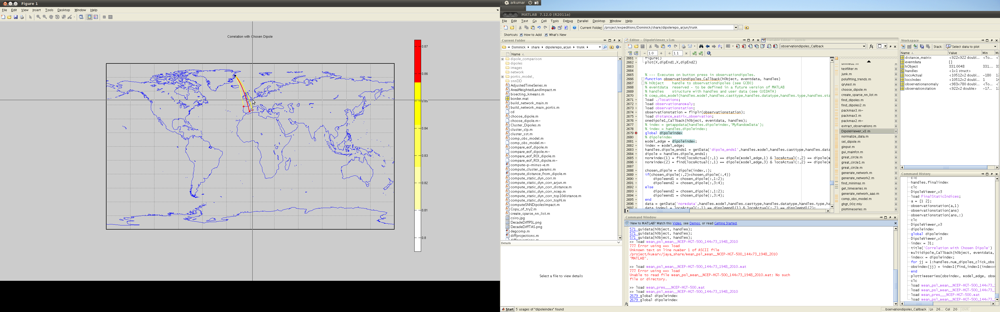 Figure 1
File Edit View Insert Tools Desktop Window Help
Correlation with Chosen Dipole
0.87
0.86
0.85
0.84
0.83
0.82
0.81
0.8
arkumar
MATLAB 7.12.0 (R2011a)
File Edit Text Go Cell Tools Debug Parallel Desktop Window Help
Current Folder: /project/expeditions/Dominick/share/dipolerepo_arjun/trunk
Shortcuts How to Add What's New
Current Folder
« Dominick share dipolerepo_arjun trunk
Name
dipole_comparison
dipoles
images
network
portis_model_
snnDD
AdjustedTimeSeries.m
AreaWeightedLandImpact.m
bisecting_kmeans.m
border.mat
build_network_main.m
build_network_main_portis.m
cd
choose_dipole.m
choose_dipole.m~
Cluster_Dipoles.m
cluster_slp.m
cluster_sst.m
comp_obs_model.m
comp_obs_model.m~
compare_eof_dipole.m
compare_eof_dipole.m~
compare_eof_ROI_dipole.m
compare_eof_ROI_dipole.m~
compute-p-minus-e.m
compute_cluster_params.m
compute_distance_from_dipole.m
compute_static_dyn_corr.m
compute_static_dyn_corr_arjun.m
compute_static_dyn_corr_distance.m
compute_static_dyn_corr_ncep.m
compute_static_dyn_corr_top10distance.m
compute_static_dyn_corr_topN.m
computeSNNDipolesImpact.m
Copy_of_try2.m
create_sparse_nn_list.m
csiro.jpg
DecadeDiffPSL.png
DecadeDiffTAS.png
degcomp.m
diffprojections.m
diffprojections.m
Details
Select a file to view details
Start 5 usages of "dipoleindex" found
Editor - DipoleViewer_v3.m
Variable Editor - corrvtr
observationdipoles_Callback
1.0
1.1
2661 figure()
2662 plot(X,dipEnd1,X,dipEnd2)
2663
2664
2665 % --- Executes on button press in observationdipoles.
2666 function observationdipoles_Callback(hObject, eventdata, handles)
2667 % hObject handle to observationdipoles (see GCBO)
2668 % eventdata reserved - to be defined in a future version of MATLAB
2669 % handles structure with handles and user data (see GUIDATA)
2670 % comp_obs_model(handles.model,handles.casttype,handles.datatype,handles.type,handles.sta
2671 load ./locations;
2672 load observationanomaly;
2673 load observationstation;
2674 observationstation = fliplr(observationstation);
2675 load distance_matrix_observation;
2676 onedipole1_Callback(hObject, eventdata, handles);
2677 % index = getappdata(handles.dipoleindex,'MyRandomData');
2678 % index = handles.dipoleindex;
2679 global dipoleindex
2680 % dipoleindex
2681 model_edge = dipoleindex;
2682 index = model_edge;
2683 handles.dipole_ends1 = getData('dipole_ends1',handles.model,handles.casttype,handles.data
2684 dipole = handles.dipole_ends1;
2685 normindex(1) = find(locsActual(:,1) == dipole(model_edge,1) & locsActual(:,2) == dipole(m
2686 normindex(2) = find(locsActual(:,1) == dipole(model_edge,3) & locsActual(:,2) == dipole(m
2687
2688 chosen_dipole = dipole(index,:);
2689 if(chosen_dipole(:,2)>chosen_dipole(:,4))
2690 dipoleend1 = chosen_dipole(:,1:2);
2691 dipoleend2 = chosen_dipole(:,3:4);
2692 else
2693 dipoleend2 = chosen_dipole(:,1:2);
2694 dipoleend1 = chosen_dipole(:,3:4);
2695 end
2696 data = getData('normdata',handles.model,handles.casttype,handles.datatype,handles.type,ha
2697 data_index1 = locsActual(:,1) == dipoleend1(1) & locsActual(:,2) == dipoleend1(2);
untitled2.m
testfilter.m
junk.m
polyfitting_trends.m
qrytest.m
choose_dipole.m
create_sparse_nn_list.m
find_dipoles.m
find_dipoles2.m
packmax3.m~
packmax3.m
packmax2.m~
extract_observations.m
DipoleViewer_v3.m
normalize_data.m
sel_dipole.m
ginput.m
gui_mainfcn.m
great_circle.m
great_circle1.m
great_circle.m
generate_network.m
generate_network2.m
find_minimas.m
get_timeseries.m
generate_network_aao.m
comp_obs_model.m
ghgt_00z.mly
plottimeseries.m
Command Window
New to MATLAB? Watch this Video, see Demos, or read Getting Started.
571 guidata(hObject, handles);
571 guidata(hObject, handles);
571 guidata(hObject, handles);
>> load mean_psl_mean__NCEP-HGT-500_144x73_1948_2010
??? Error using ==> load
Unknown text on line number 1 of ASCII file
/project/kumarv/jaya_share/mean_psl_mean__NCEP-HGT-500_144x73_1948_2010
"MATLAB".
>> load mean_psl_mean__NCEP-HGT-500_144x73_1948_2010.mat
??? Error using ==> load
Unable to read file mean_psl_mean__NCEP-HGT-500_144x73_1948_2010.mat: No such
file or directory.
>> load mean_pres___NCEP-HGT-500.mat
>> load mean_psl_mean__NCEP-HGT-500_144x73_1948_2010
2679 global dipoleindex
2679 global dipoleindex
Workspace
Stack: Select data to plot
Name Value Min Ma
distance_matrix <922x922 doubl... <To... <
eventdata []
hObject 331.0048 331.... 33
handles <1x1 struct>
locsActual <10512x2 doubl... -180 17
locsIndex <10512x2 doubl... 1 14
observationanomaly <983x780 doubl... <To... <
observationstation <922x2 double> -17... 17
Command History
clc
handles.finalindex
clc
DipoleViewer_v3
load FinalStaticIndices;
a = [1 2];
observationstation(a,1)
observationstation(ans)
observationstation(ans,:)
clc
DipoleViewer_v3
dipoleindex
global dipoleindex
DipoleViewer_v3
index = 31;
title('Correlation with Chosen Dipole')
multidipole_Callback(hObject, eventdata,
indexx = dipoleindex;
for jj = 1:handles.num_dipoles_click_obs
obsindex(jj) = index1(find_index1(indexx
end
plottimeseries(obsindex, model_edge, obs
clc
load mean_psl_mean__NCEP-HGT-500_144x73_
load mean_psl_mean__NCEP-HGT-500_144x73_
load mean_pres___NCEP-HGT-500.mat
load mean_psl_mean__NCEP-HGT-500_144x73_
...bservationdipoles_Callback Ln 26... Col 20 OVR